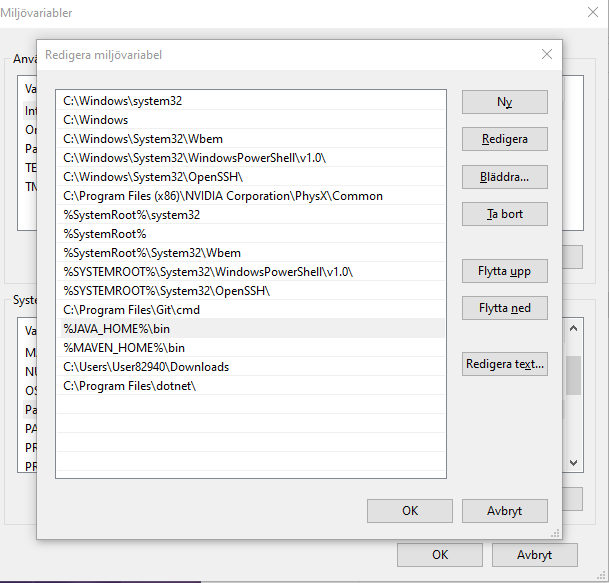 Miljövariabler
Redigera miljövariabel
Anvä
Va
Int
On
Pa
TE
TM
C:\Windows\system32
C:\Windows
C:\Windows\System32\Wbem
C:\Windows\System32\WindowsPowerShell\v1.0\
C:\Windows\System32\OpenSSH\
C:\Program Files (x86)\NVIDIA Corporation\PhysX\Common
%SystemRoot%\system32
%SystemRoot%
%SystemRoot%\System32\Wbem
%SYSTEMROOT%\System32\WindowsPowerShell\v1.0\
%SYSTEMROOT%\System32\OpenSSH\
C:\Program Files\Git\cmd
%JAVA_HOME%\bin
%MAVEN_HOME%\bin
C:\Users\User82940\Downloads
C:\Program Files\dotnet\
Ny
Redigera
Bläddra...
Ta bort
Flytta upp
Flytta ned
Redigera text...
Syste
Va
M
NU
OS
Pa
PA
PR
PR
OK
Avbryt
OK
Avbryt